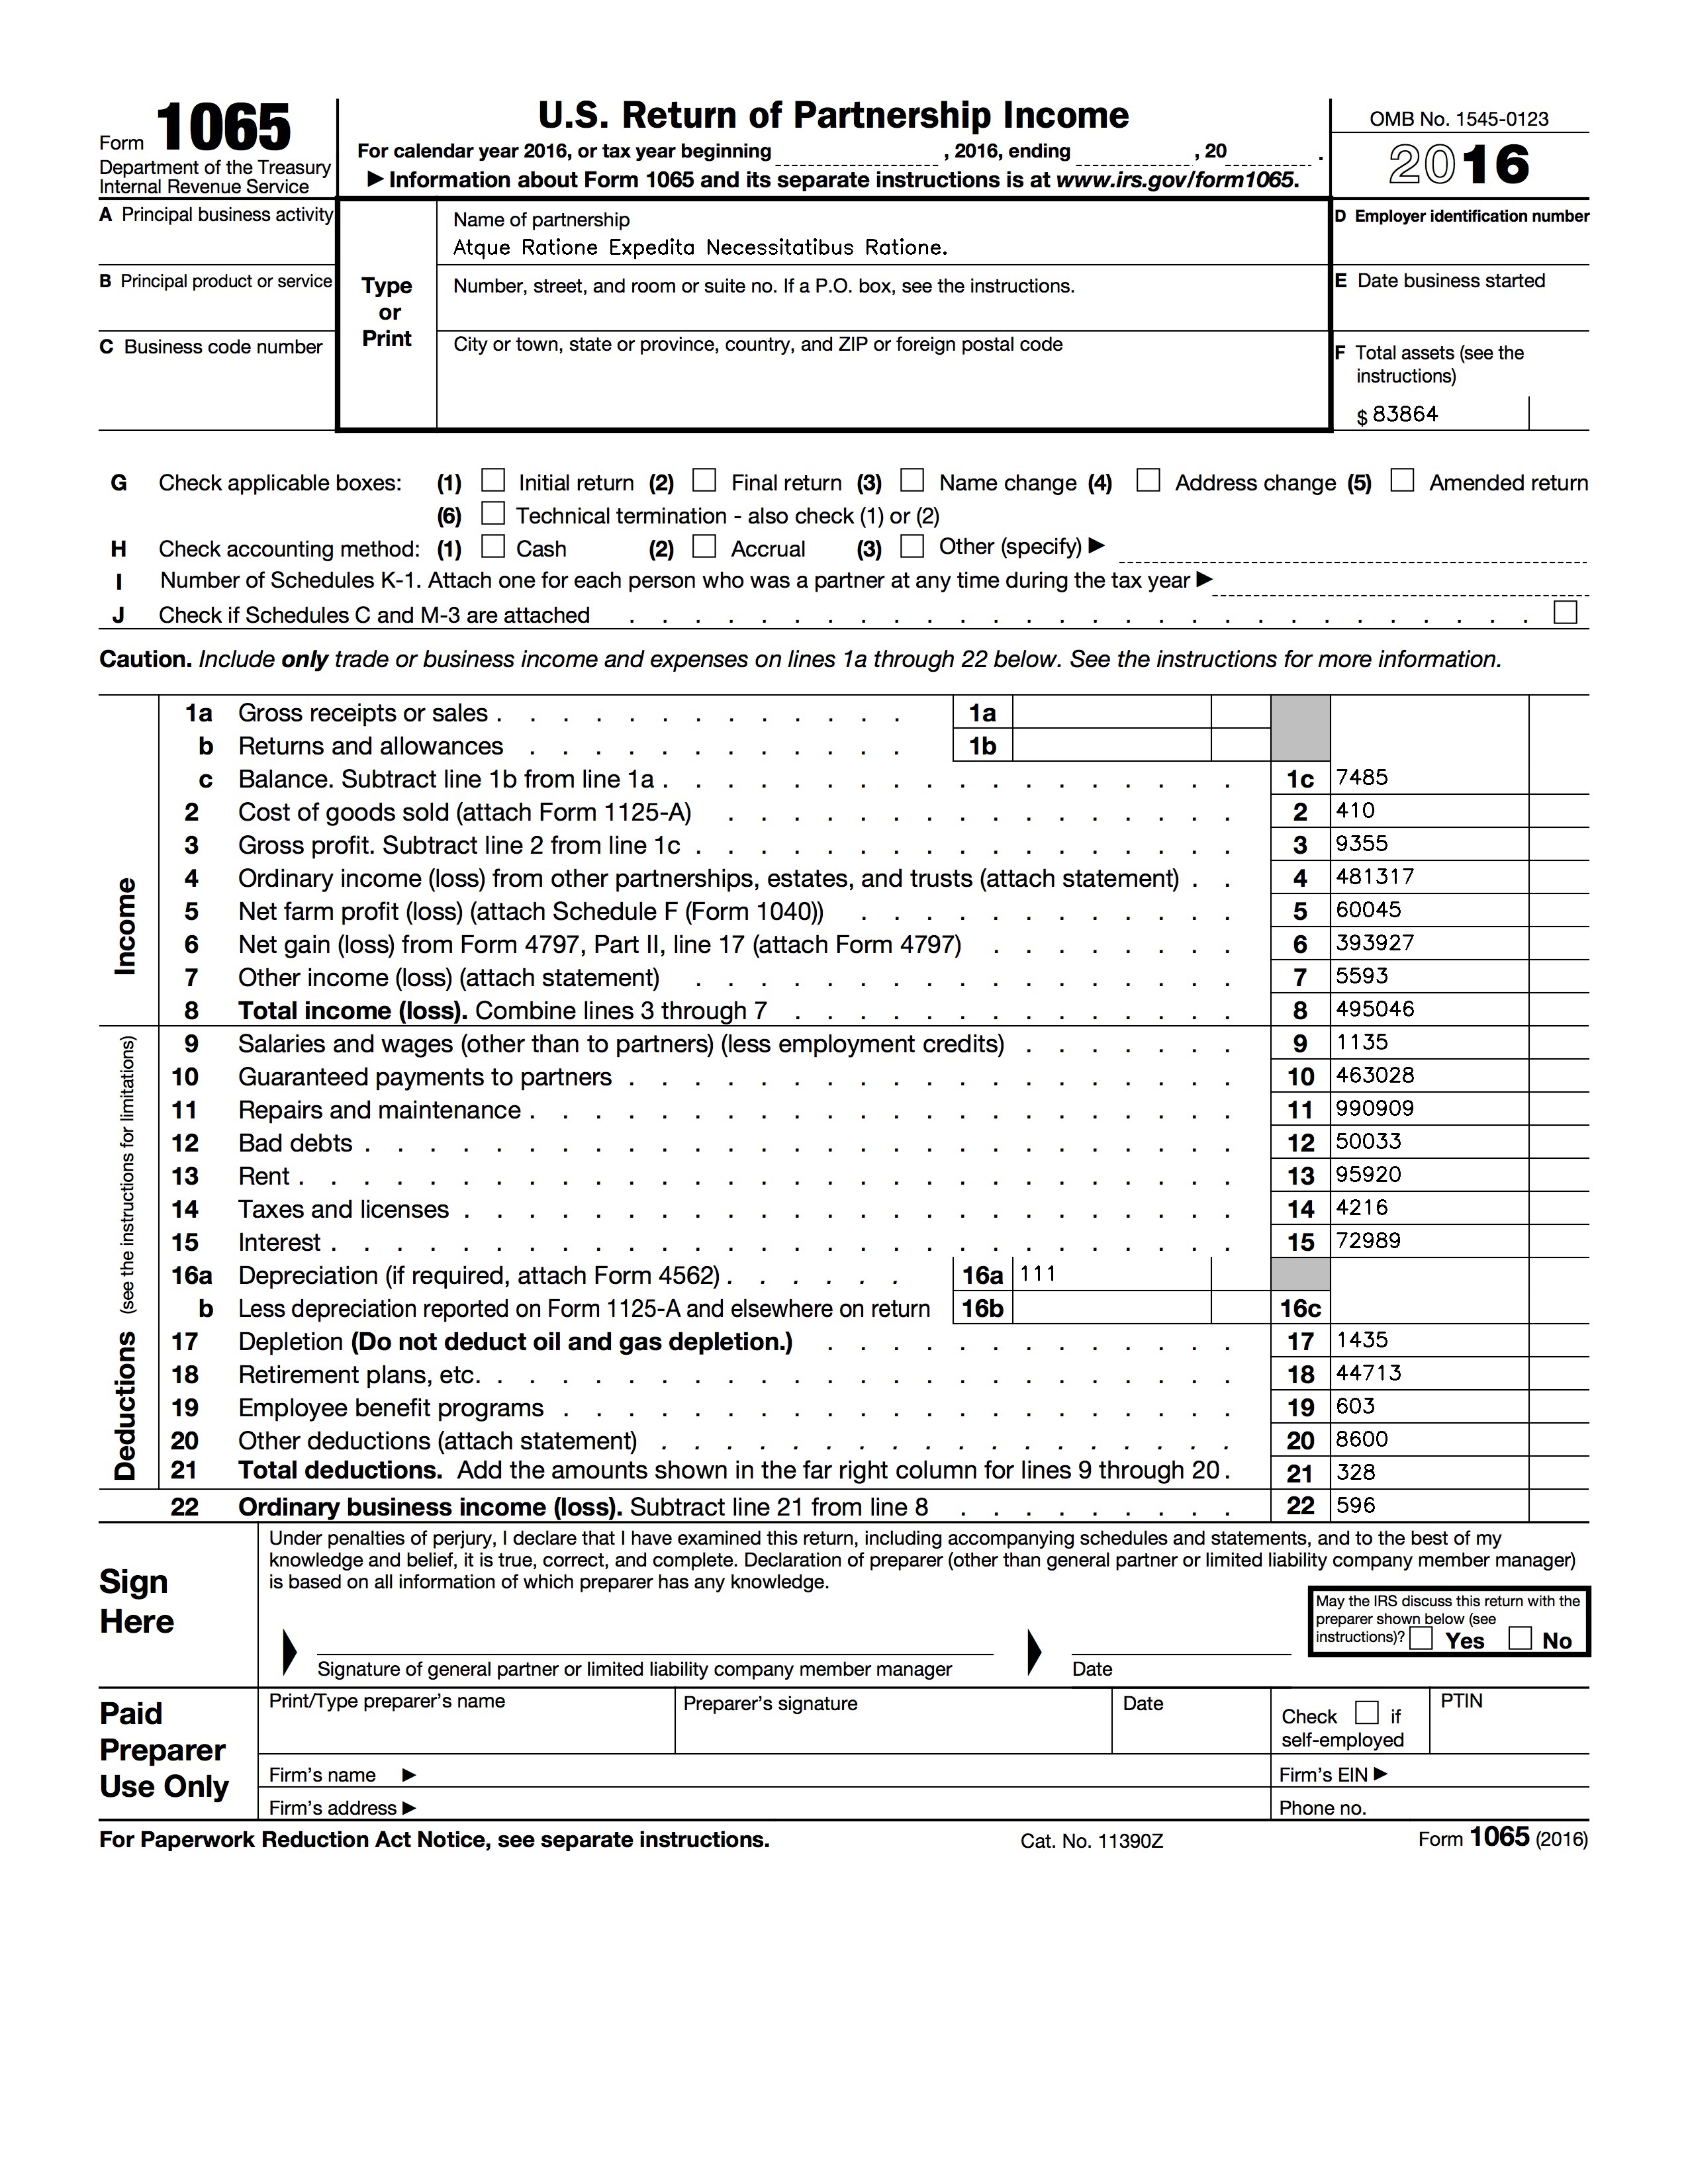 Form 1065
Department of the Treasury
Internal Revenue Service
U.S. Return of Partnership Income
For calendar year 2016, or tax year beginning , 2016, ending , 20 .
▶ Information about Form 1065 and its separate instructions is at www.irs.gov/form1065.
OMB No. 1545-0123
2016
A Principal business activity
B Principal product or service
C Business code number
Type
or
Print
Name of partnership
Atque Ratione Expedita Necessitatibus Ratione.
Number, street, and room or suite no. If a P.O. box, see the instructions.
City or town, state or province, country, and ZIP or foreign postal code
D Employer identification number
E Date business started
F Total assets (see the
instructions)
$ 83864
G Check applicable boxes: (1) Initial return (2) Final return (3) Name change (4) Address change (5) Amended return
(6) Technical termination - also check (1) or (2)
H Check accounting method: (1) Cash (2) Accrual (3) Other (specify) ▶
I Number of Schedules K-1. Attach one for each person who was a partner at any time during the tax year ▶
J Check if Schedules C and M-3 are attached
Caution. Include only trade or business income and expenses on lines 1a through 22 below. See the instructions for more information.
Income
1a Gross receipts or sales 1a
b Returns and allowances 1b
c Balance. Subtract line 1b from line 1a 1c 7485
2 Cost of goods sold (attach Form 1125-A) 2 410
3 Gross profit. Subtract line 2 from line 1c 3 9355
4 Ordinary income (loss) from other partnerships, estates, and trusts (attach statement) 4 481317
5 Net farm profit (loss) (attach Schedule F (Form 1040)) 5 60045
6 Net gain (loss) from Form 4797, Part II, line 17 (attach Form 4797) 6 393927
7 Other income (loss) (attach statement) 7 5593
8 Total income (loss). Combine lines 3 through 7 8 495046
Deductions (see the instructions for limitations)
9 Salaries and wages (other than to partners) (less employment credits) 9 1135
10 Guaranteed payments to partners 10 463028
11 Repairs and maintenance 11 990909
12 Bad debts 12 50033
13 Rent 13 95920
14 Taxes and licenses 14 4216
15 Interest 15 72989
16a Depreciation (if required, attach Form 4562) 16a 111
b Less depreciation reported on Form 1125-A and elsewhere on return 16b 16c
17 Depletion (Do not deduct oil and gas depletion.) 17 1435
18 Retirement plans, etc. 18 44713
19 Employee benefit programs 19 603
20 Other deductions (attach statement) 20 8600
21 Total deductions. Add the amounts shown in the far right column for lines 9 through 20. 21 328
22 Ordinary business income (loss). Subtract line 21 from line 8 22 596
Sign
Here
Under penalties of perjury, I declare that I have examined this return, including accompanying schedules and statements, and to the best of my
knowledge and belief, it is true, correct, and complete. Declaration of preparer (other than general partner or limited liability company member manager)
is based on all information of which preparer has any knowledge.
May the IRS discuss this return with the
preparer shown below (see
instructions)? Yes No
Signature of general partner or limited liability company member manager
Date
Paid
Preparer
Use Only
Print/Type preparer's name
Preparer's signature
Date
Check if
self-employed
PTIN
Firm's name ▶
Firm's EIN ▶
Firm's address ▶
Phone no.
For Paperwork Reduction Act Notice, see separate instructions.
Cat. No. 11390Z
Form 1065 (2016)